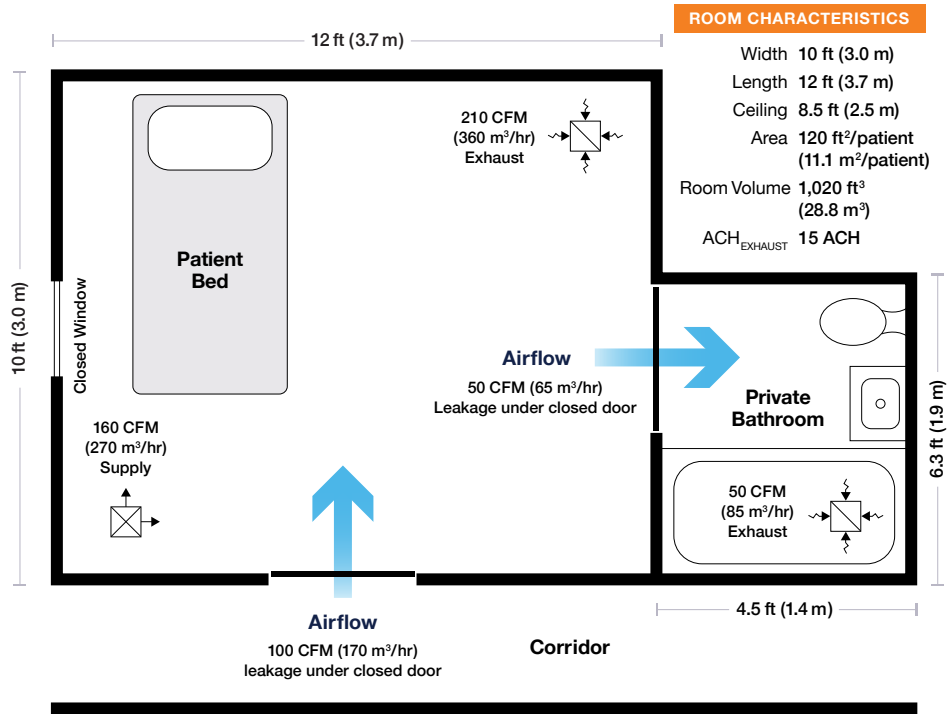 12 ft (3.7 m)
ROOM CHARACTERISTICS
Width 10 ft (3.0 m)
Length 12 ft (3.7 m)
Ceiling 8.5 ft (2.5 m)
Area 120 ft²/patient
(11.1 m²/patient)
Room Volume 1,020 ft³
(28.8 m³)
ACH EXHAUST 15 ACH
210 CFM
(360 m³/hr)
Exhaust
Patient
Bed
10 ft (3.0 m)
Closed Window
Airflow
50 CFM (65 m³/hr)
Leakage under closed door
Private
Bathroom
6.3 ft (1.9 m)
160 CFM
(270 m³/hr)
Supply
50 CFM
(85 m³/hr)
Exhaust
4.5 ft (1.4 m)
Airflow
100 CFM (170 m³/hr)
leakage under closed door
Corridor